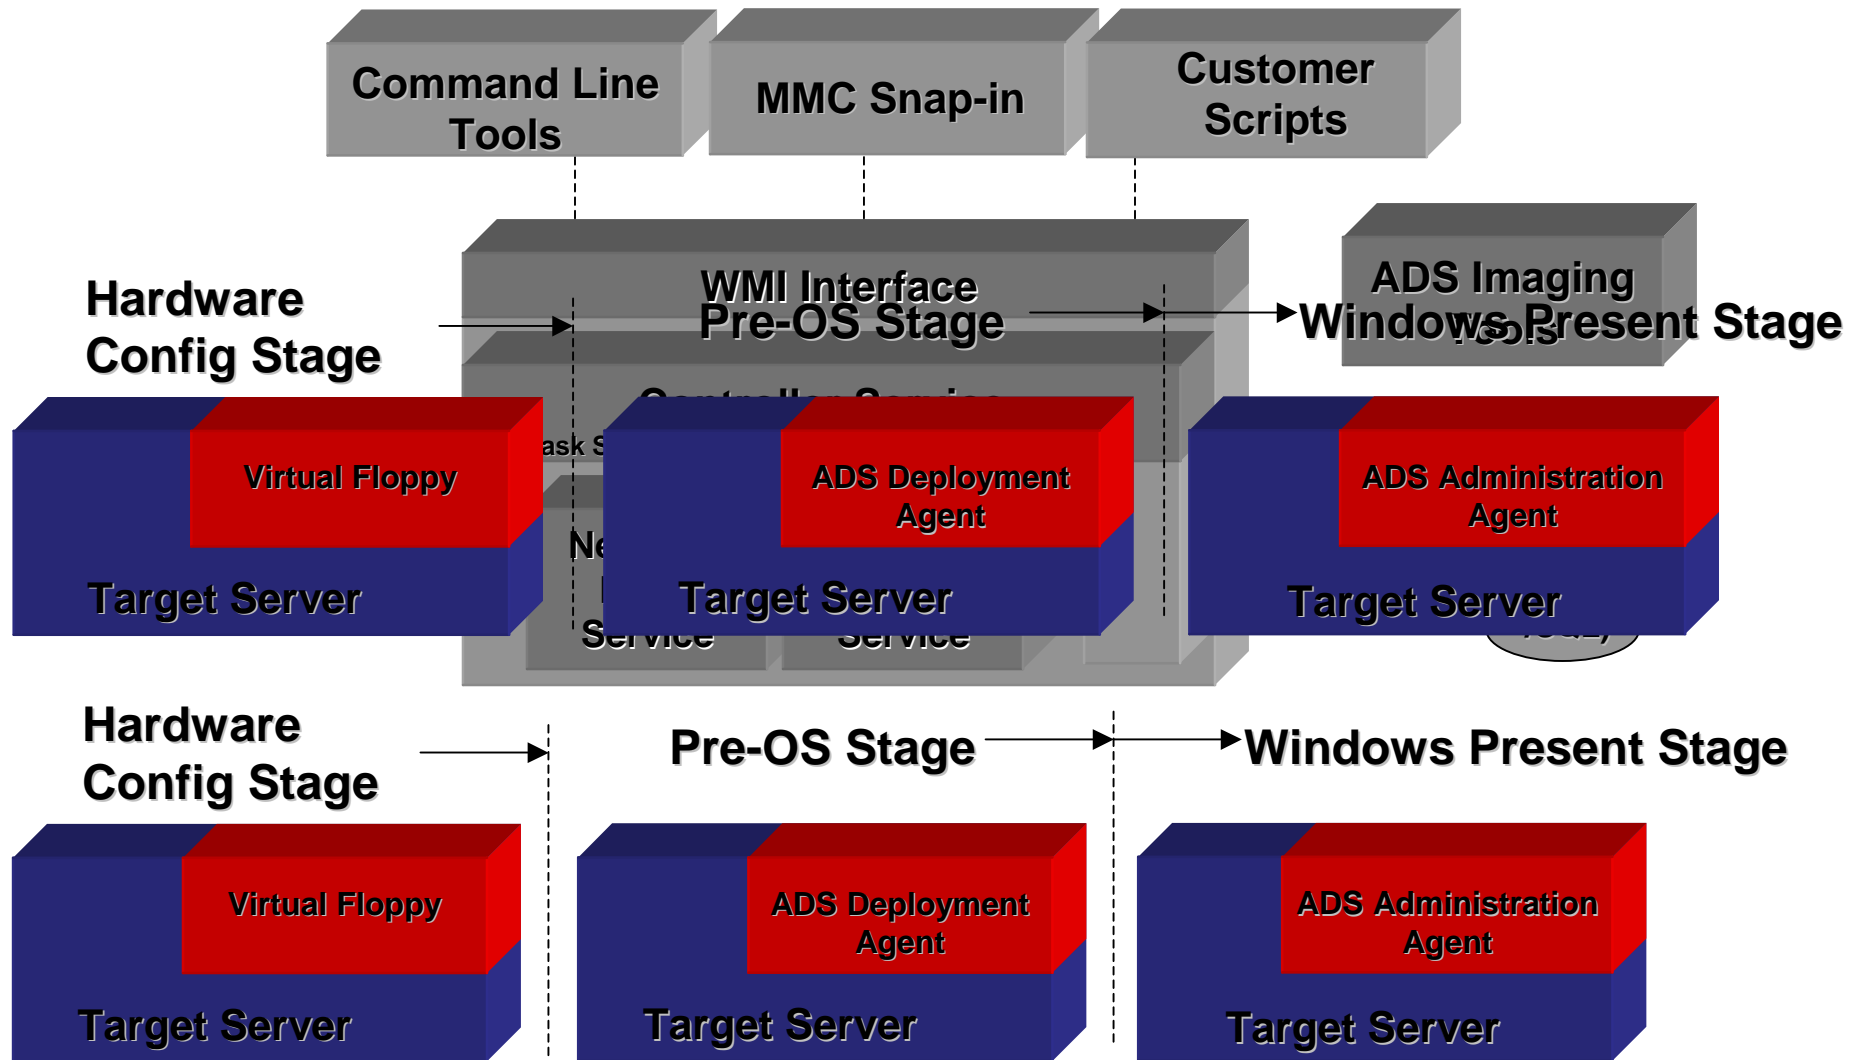 Command Line
Tools
MMC Snap-in
Customer
Scripts
WMI Interface
ADS Imaging
Tools
Hardware
Config Stage
Pre-OS Stage
Windows Present Stage
Controller Service
Virtual Floppy
Target Server
ADS Deployment
Agent
Target Server
ADS Administration
Agent
Target Server
Service
Service
Hardware
Config Stage
Pre-OS Stage
Windows Present Stage
Virtual Floppy
Target Server
ADS Deployment
Agent
Target Server
ADS Administration
Agent
Target Server